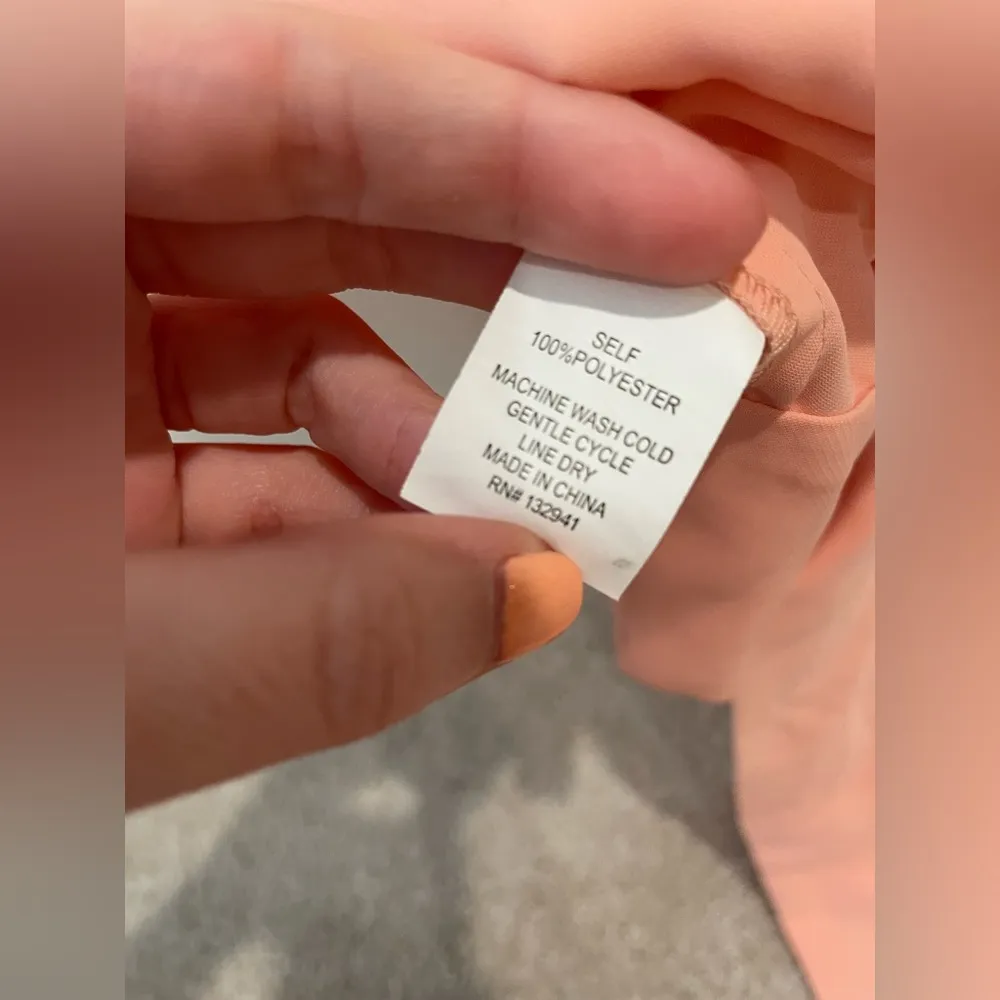 SELF
100%POLYESTER
MACHINE WASH COLD
GENTLE CYCLE
LINE DRY
MADE IN CHINA
RN# 132941